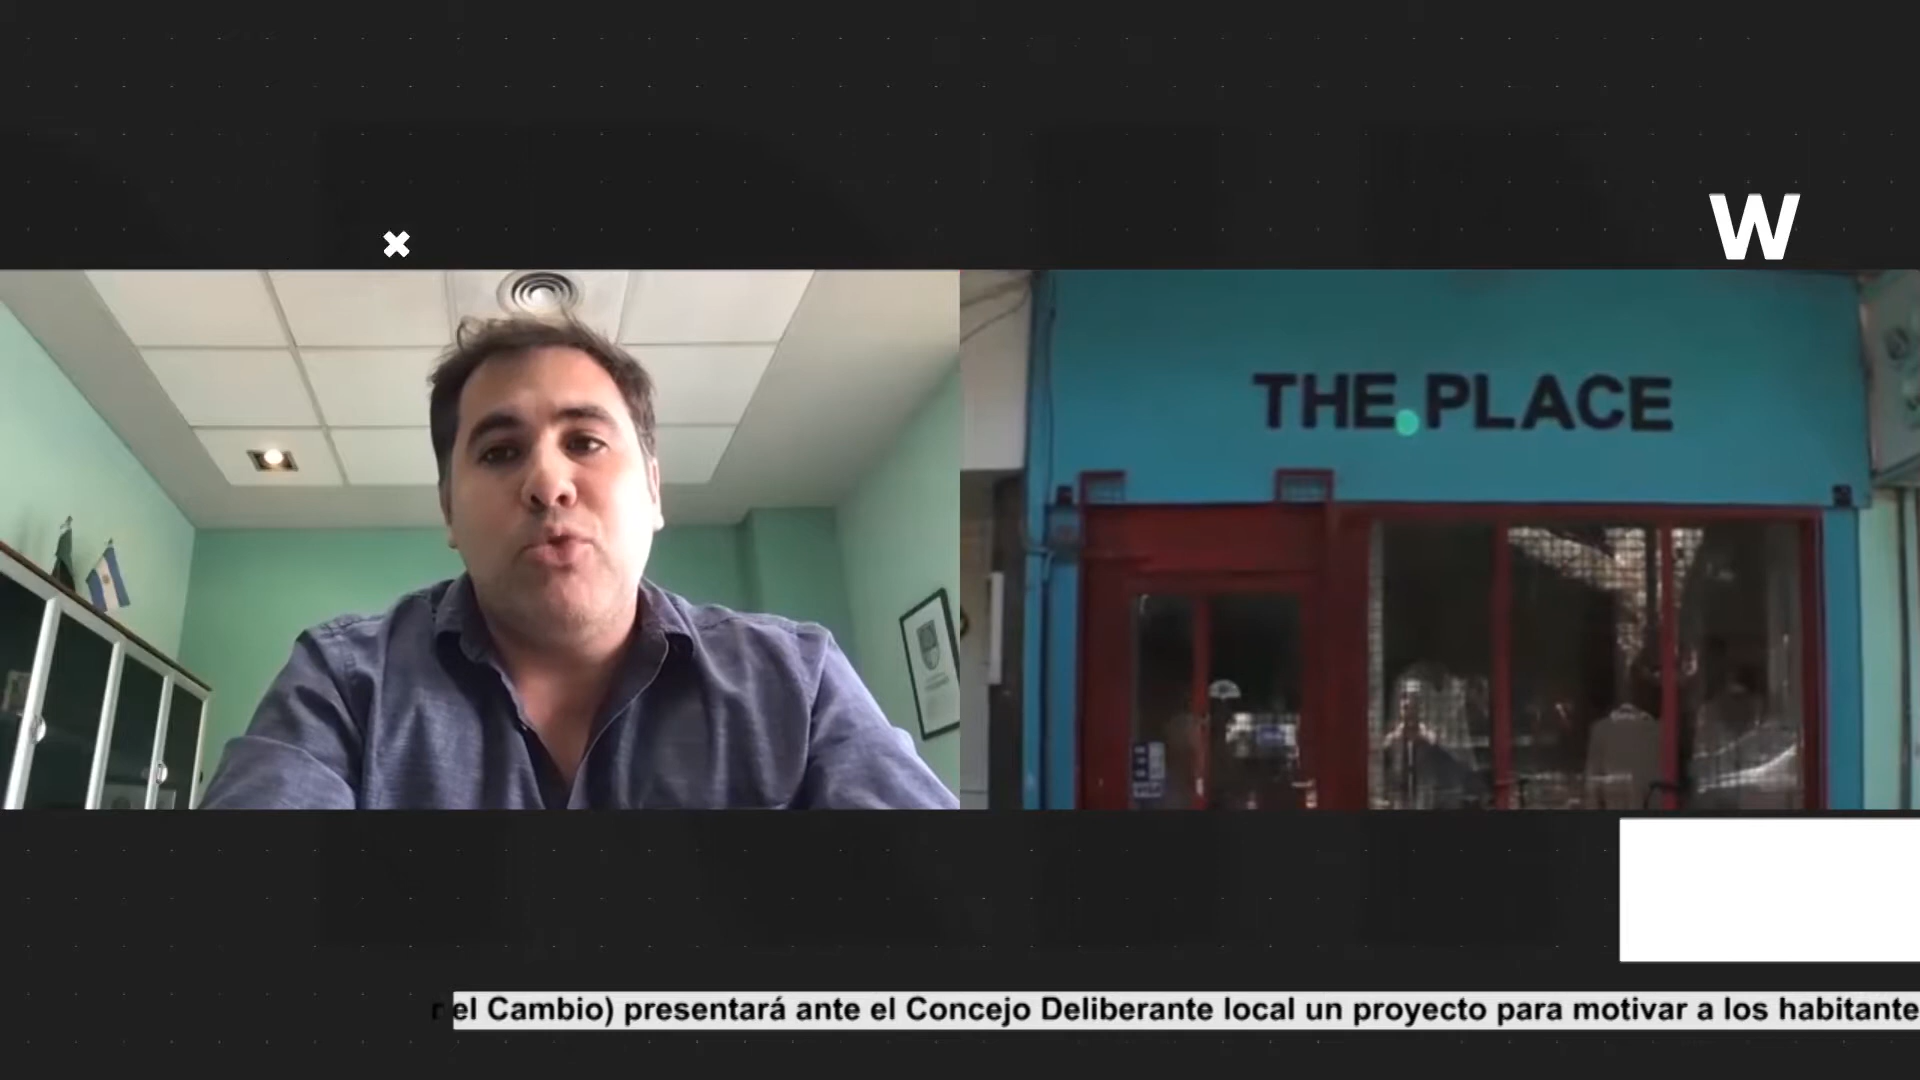 W
THE PLACE
el Cambio) presentará ante el Concejo Deliberante local un proyecto para motivar a los habitante